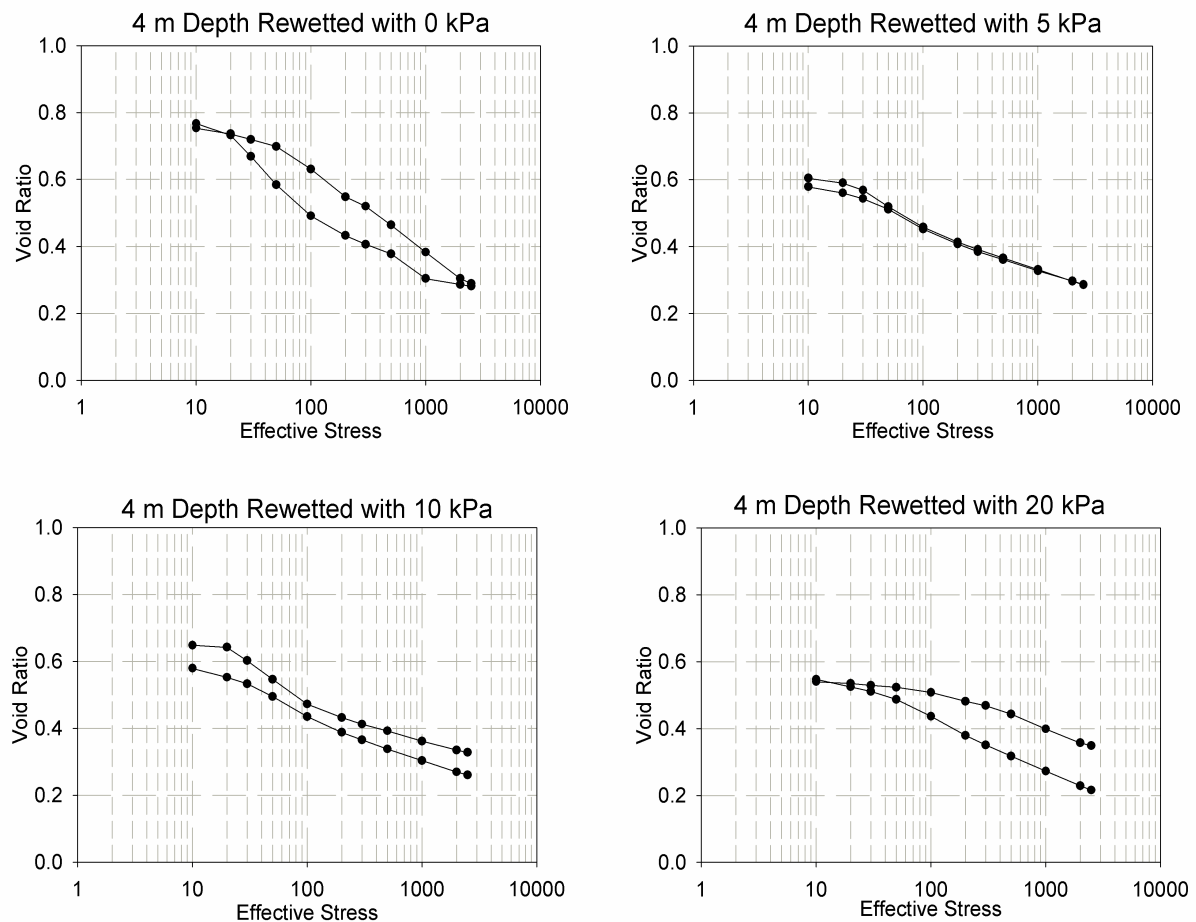 4 m Depth Rewetted with 0 kPa
1.0
0.8
0.6
0.4
0.2
0.0
Void Ratio
1 10 100 1000 10000
Effective Stress
4 m Depth Rewetted with 5 kPa
1.0
0.8
0.6
0.4
0.2
0.0
Void Ratio
1 10 100 1000 10000
Effective Stress
4 m Depth Rewetted with 10 kPa
1.0
0.8
0.6
0.4
0.2
0.0
Void Ratio
1 10 100 1000 10000
Effective Stress
4 m Depth Rewetted with 20 kPa
1.0
0.8
0.6
0.4
0.2
0.0
Void Ratio
1 10 100 1000 10000
Effective Stress